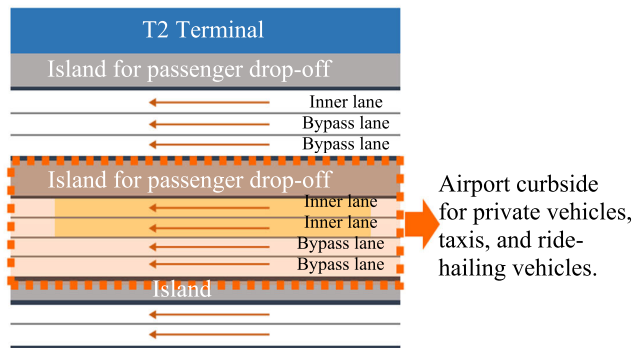 T2 Terminal
Island for passenger drop-off
Inner lane
Bypass lane
Bypass lane
Island for passenger drop-off
Inner lane
Inner lane
Bypass lane
Bypass lane
Island
Airport curbside
for private vehicles,
taxis, and ride-
hailing vehicles.